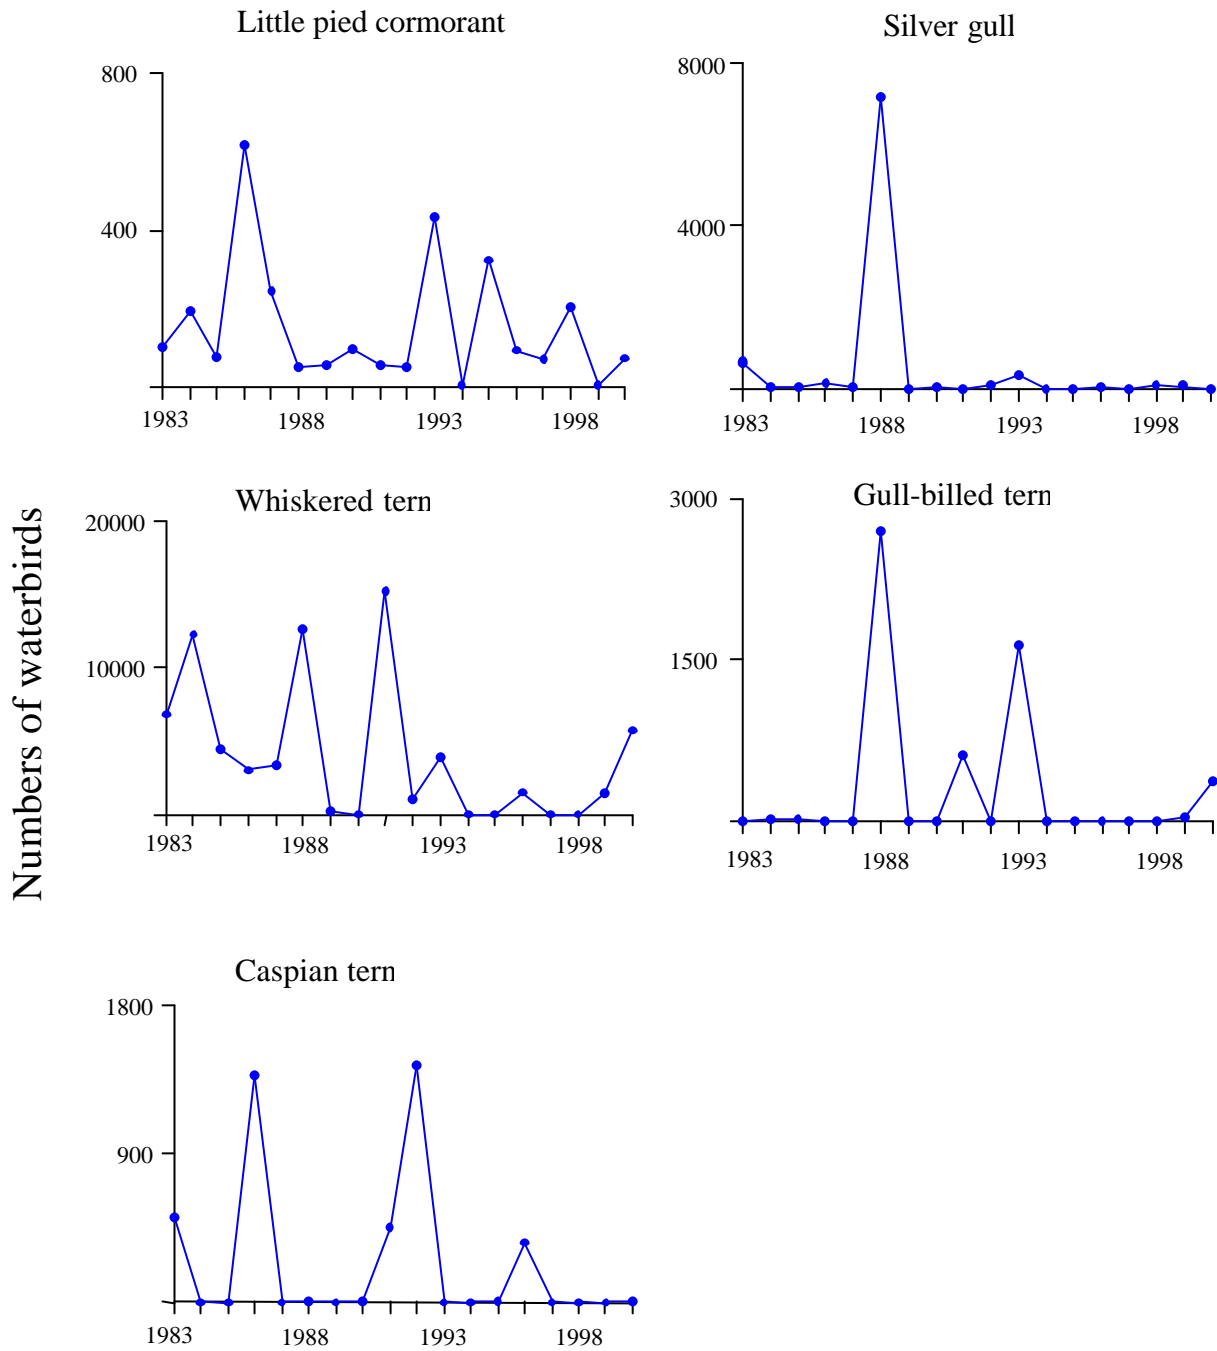 Little pied cormorant
800
400
1983 1988 1993 1998
Silver gull
8000
4000
1983 1988 1993 1998
Numbers of waterbirds
Whiskered tern
20000
10000
1983 1988 1993 1998
Gull-billed tern
3000
1500
1983 1988 1993 1998
Caspian tern
1800
900
1983 1988 1993 1998